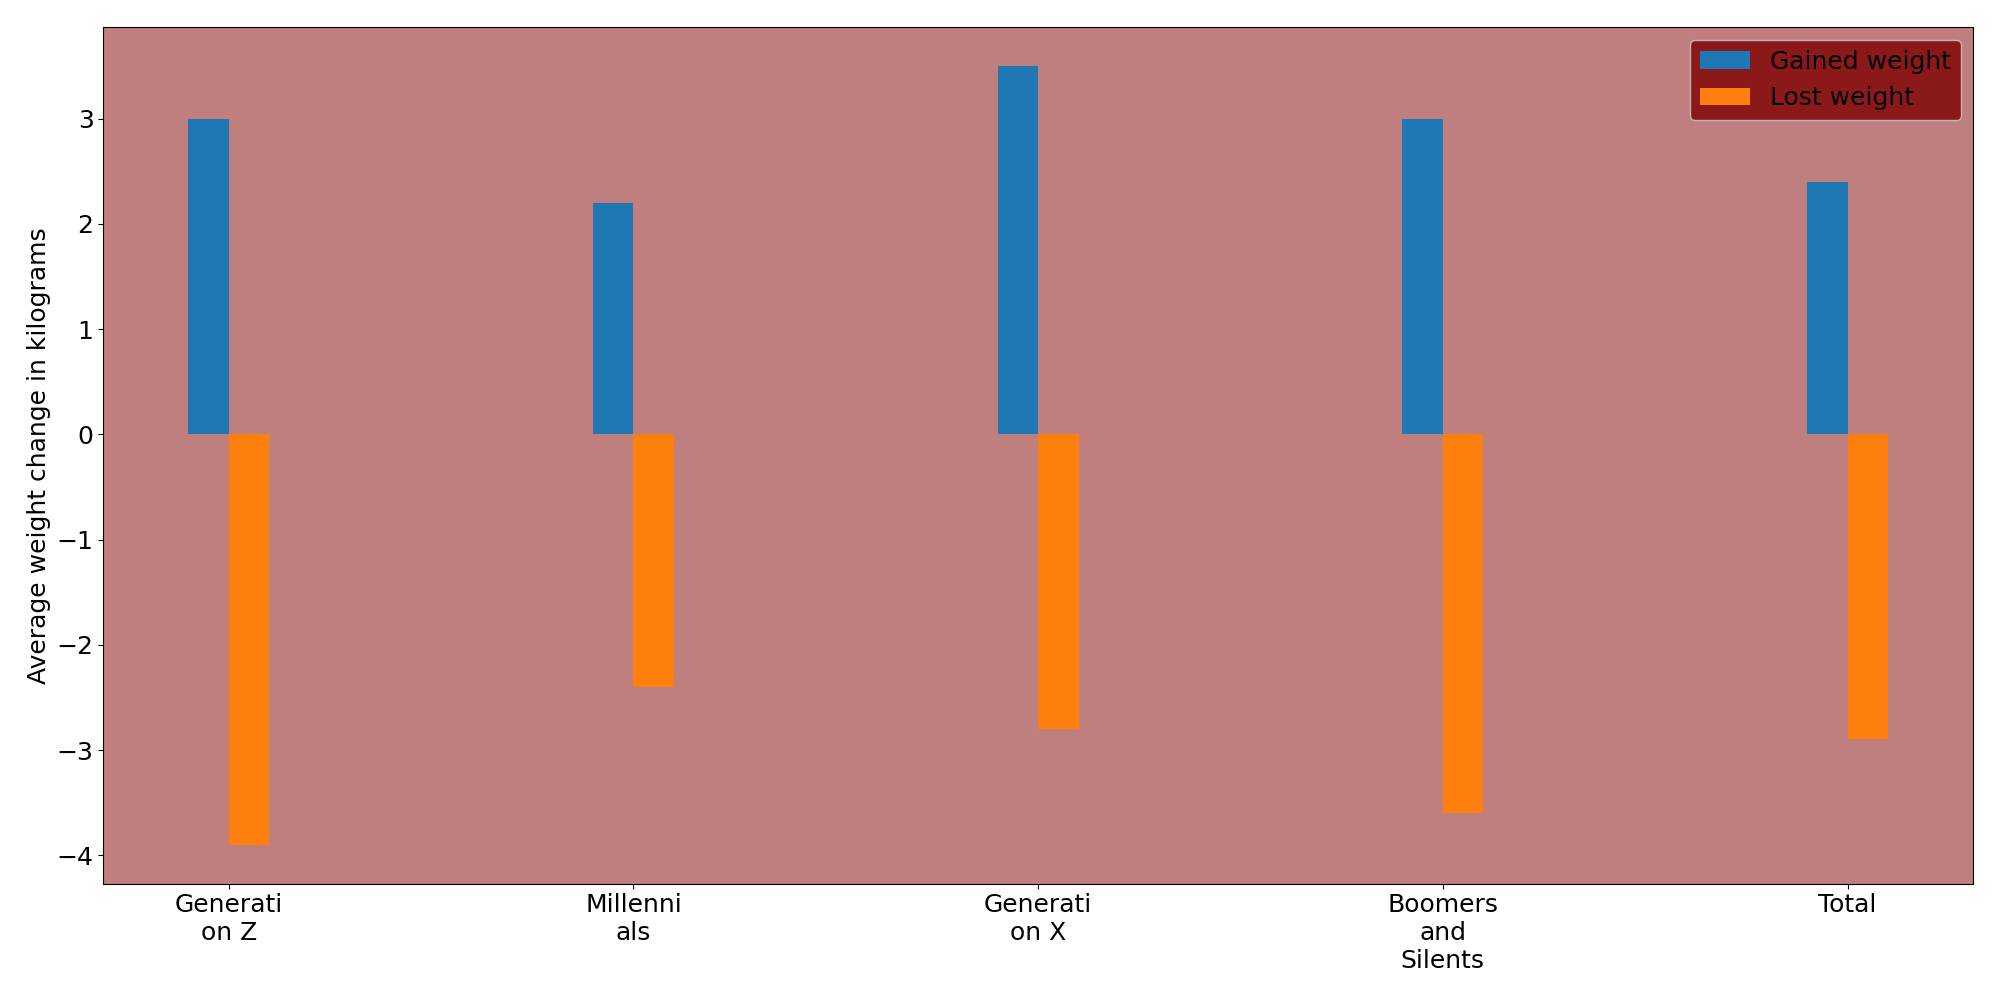 Gained weight
Lost weight
Average weight change in kilograms
3
2
1
0
−1
−2
−3
−4
Generati
on Z
Millenni
als
Generati
on X
Boomers
and
Silents
Total